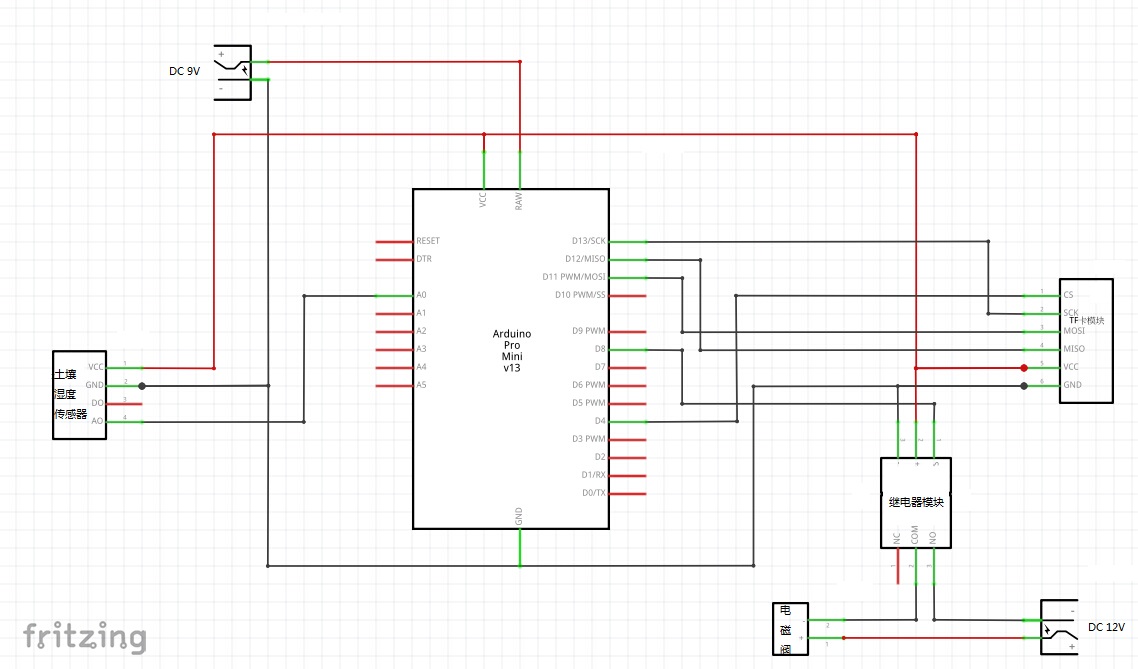 +
DC 9V
-
VCC
RAW
RESET
DTR
A0
A1
A2
A3
A4
A5
Arduino
Pro
Mini
v13
D13/SCK
D12/MISO
D11 PWM/MOSI
D10 PWM/SS
D9 PWM
D8
D7
D6 PWM
D5 PWM
D4
D3 PWM
D2
D1/RX
D0/TX
GND
土壤
湿度
传感器
VCC 1
GND 2
DO 3
AO 4
1 CS
2 SCK
TF卡模块
3 MOSI
4 MISO
5 VCC
6 GND
3 2 1
- + S
继电器模块
NC COM NO
1 2 3
电
磁
阀
- 2
+ 1
-
DC 12V
+
fritzing